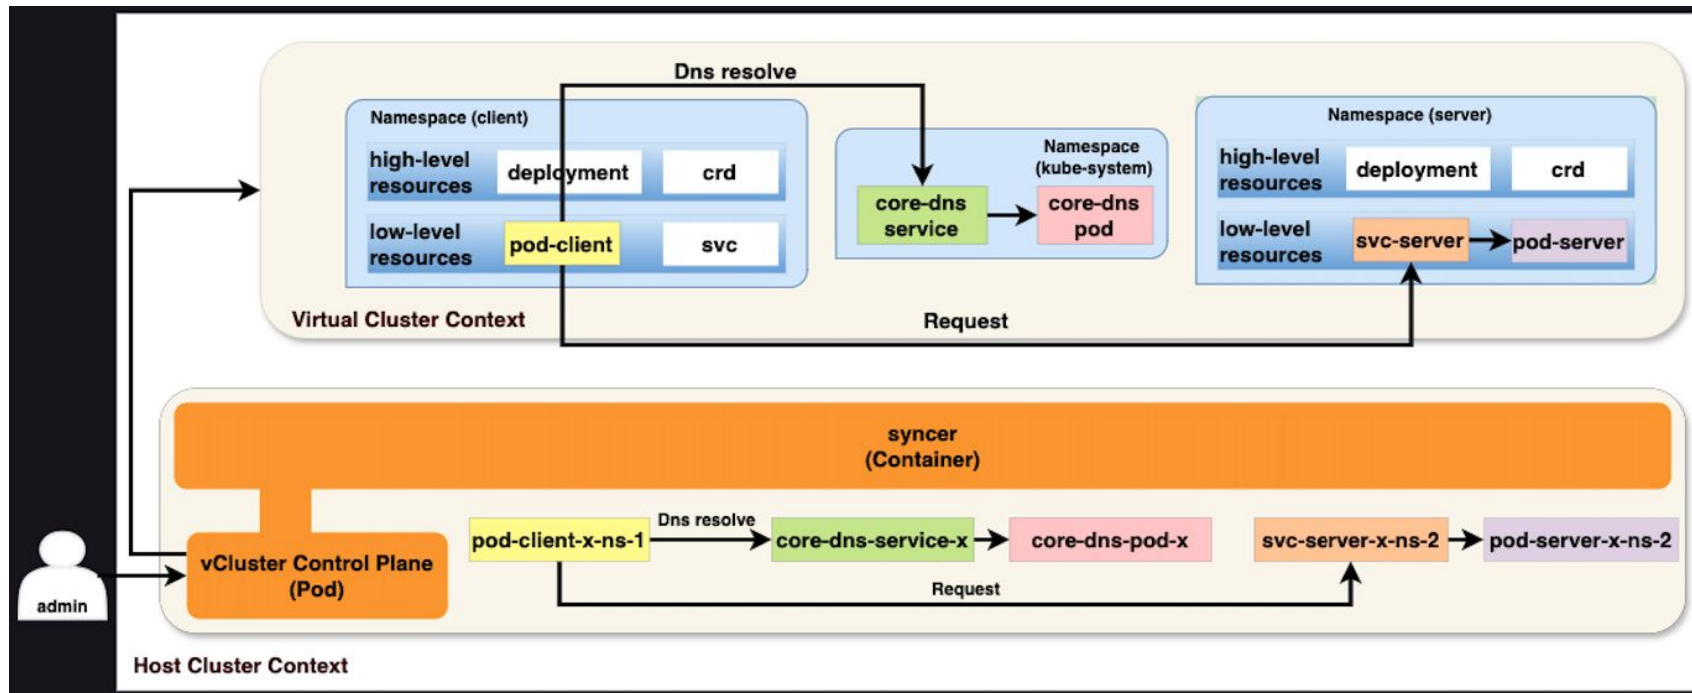 Dns resolve
Namespace (client)
high-level
resources
deployment
crd
low-level
resources
pod-client
svc
Namespace
(kube-system)
core-dns
service
core-dns
pod
Namespace (server)
high-level
resources
deployment
crd
low-level
resources
svc-server
pod-server
Virtual Cluster Context
Request
syncer
(Container)
vCluster Control Plane
(Pod)
pod-client-x-ns-1
Dns resolve
core-dns-service-x
core-dns-pod-x
svc-server-x-ns-2
pod-server-x-ns-2
Request
admin
Host Cluster Context